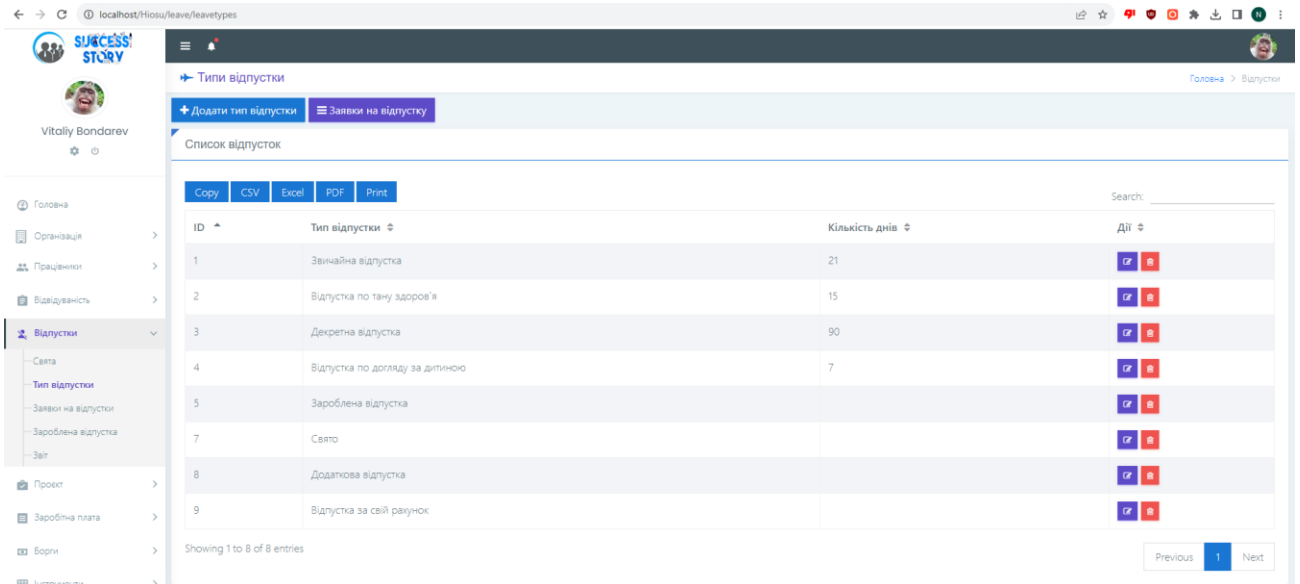 localhost/Hiosu/leave/leavetypes
N
SUCCESS!
STORY
Vitaliy Bondarev
Головна
Організація
Працівники
Відвідуваність
Відпустки
Свята
Тип відпустки
Заявки на відпустки
Зароблена відпустка
Звіт
Проєкт
Заробітна плата
Борги
Інструменти
Типи відпустки
Головна > Відпустки
Додати тип відпустки Заявки на відпустку
Список відпусток
Copy CSV Excel PDF Print
Search:
ID Тип відпустки Кількість днів Дії
1 Звичайна відпустка 21
2 Відпустка по тану здоров`я 15
3 Декретна відпустка 90
4 Відпустка по догляду за дитиною 7
5 Зароблена відпустка
7 Свято
8 Додаткова відпустка
9 Відпустка за свій рахунок
Showing 1 to 8 of 8 entries
Previous 1 Next